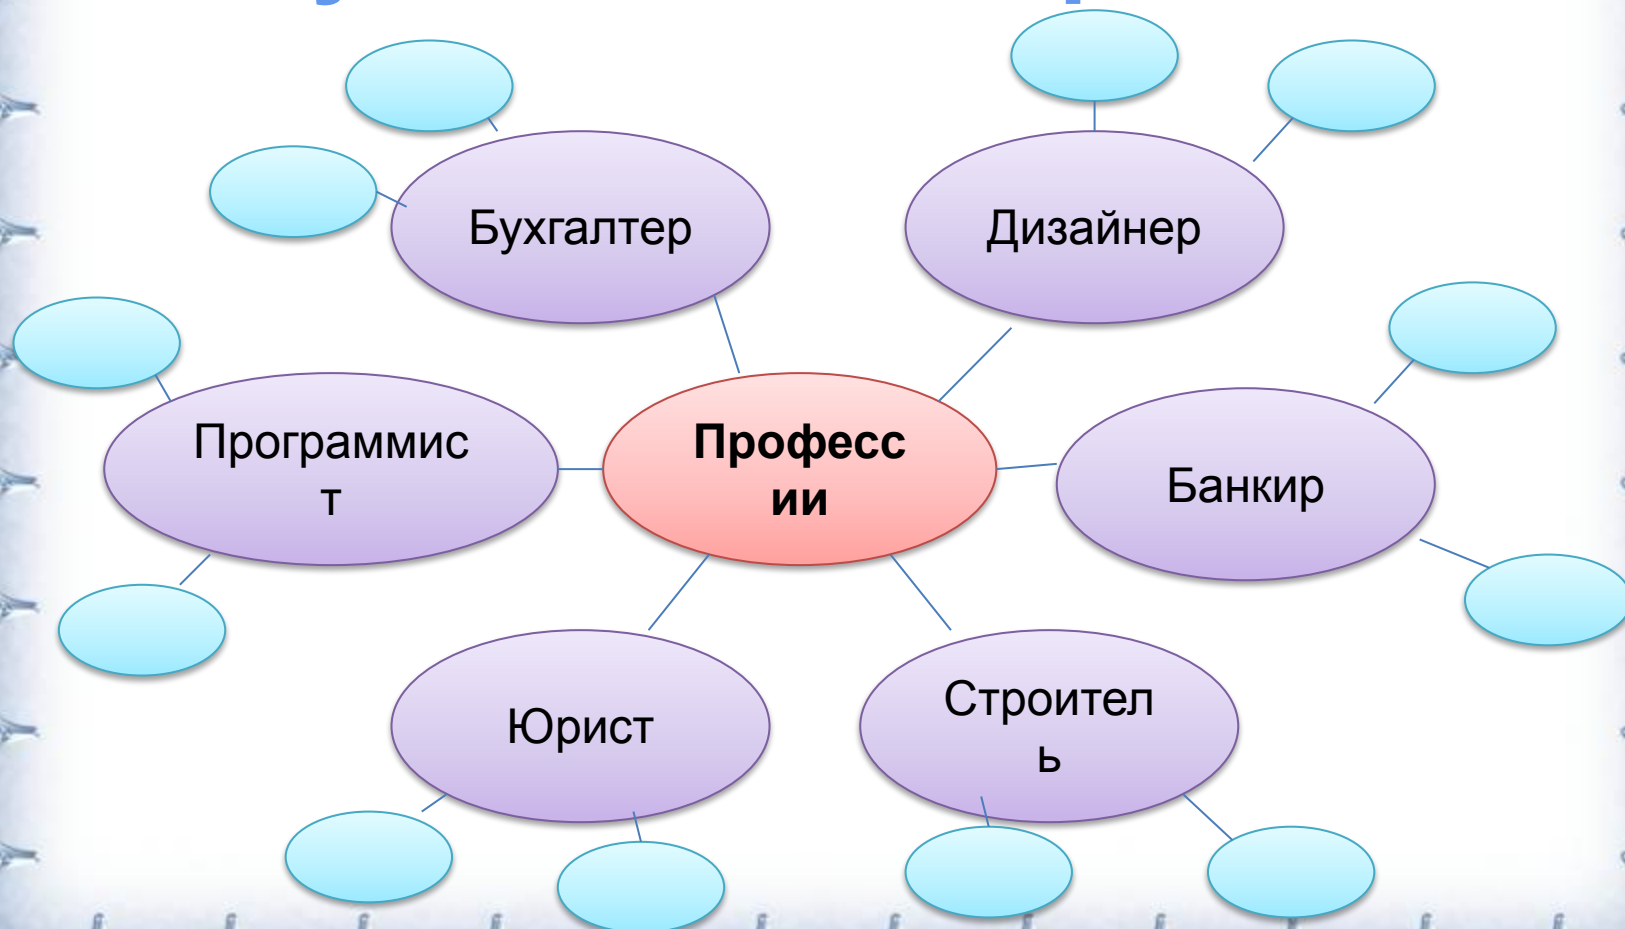 Бухгалтер
Дизайнер
Программис
т
Професс
ии
Банкир
Юрист
Строител
ь